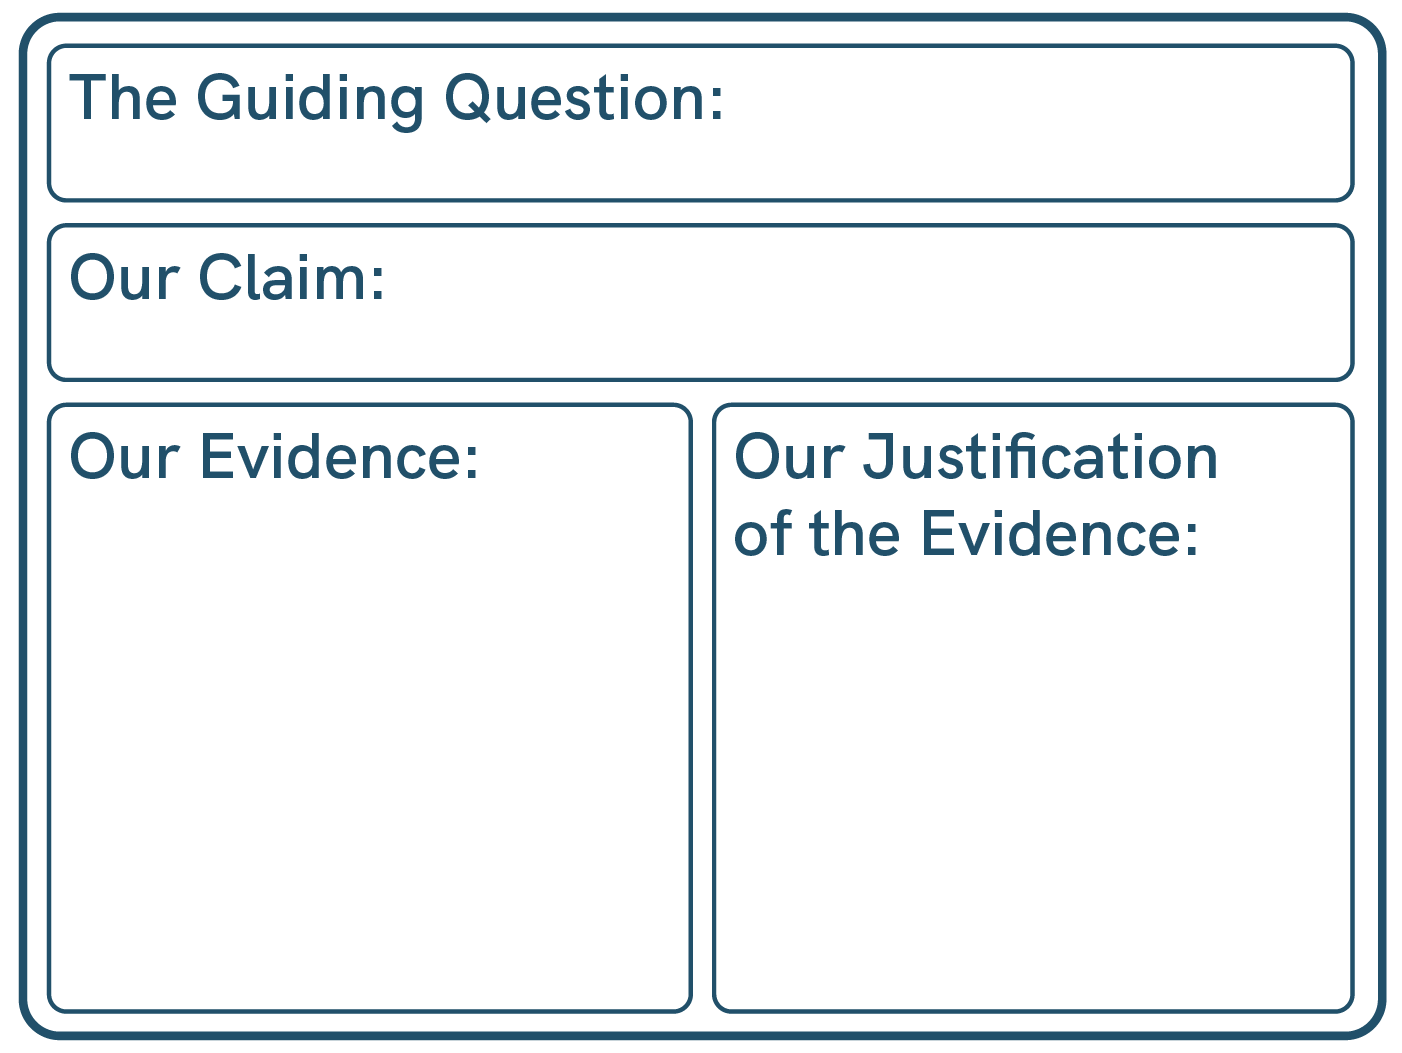 The Guiding Question:
Our Claim:
Our Evidence:
Our Justification
of the Evidence: